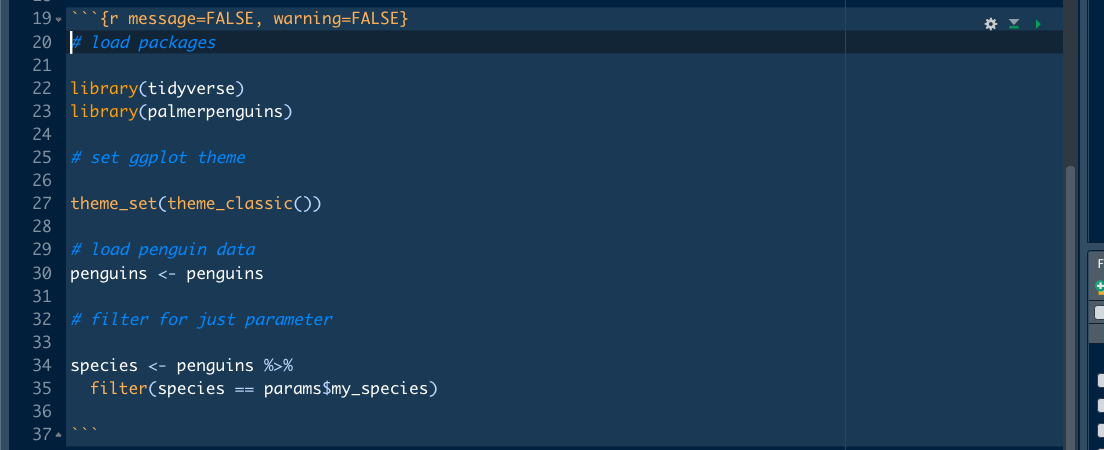 19 ```{r message=FALSE, warning=FALSE}
20 # load packages
21
22 library(tidyverse)
23 library(palmerpenguins)
24
25 # set ggplot theme
26
27 theme_set(theme_classic())
28
29 # load penguin data
30 penguins <- penguins
31
32 # filter for just parameter
33
34 species <- penguins %>%
35   filter(species == params$my_species)
36
37 ```